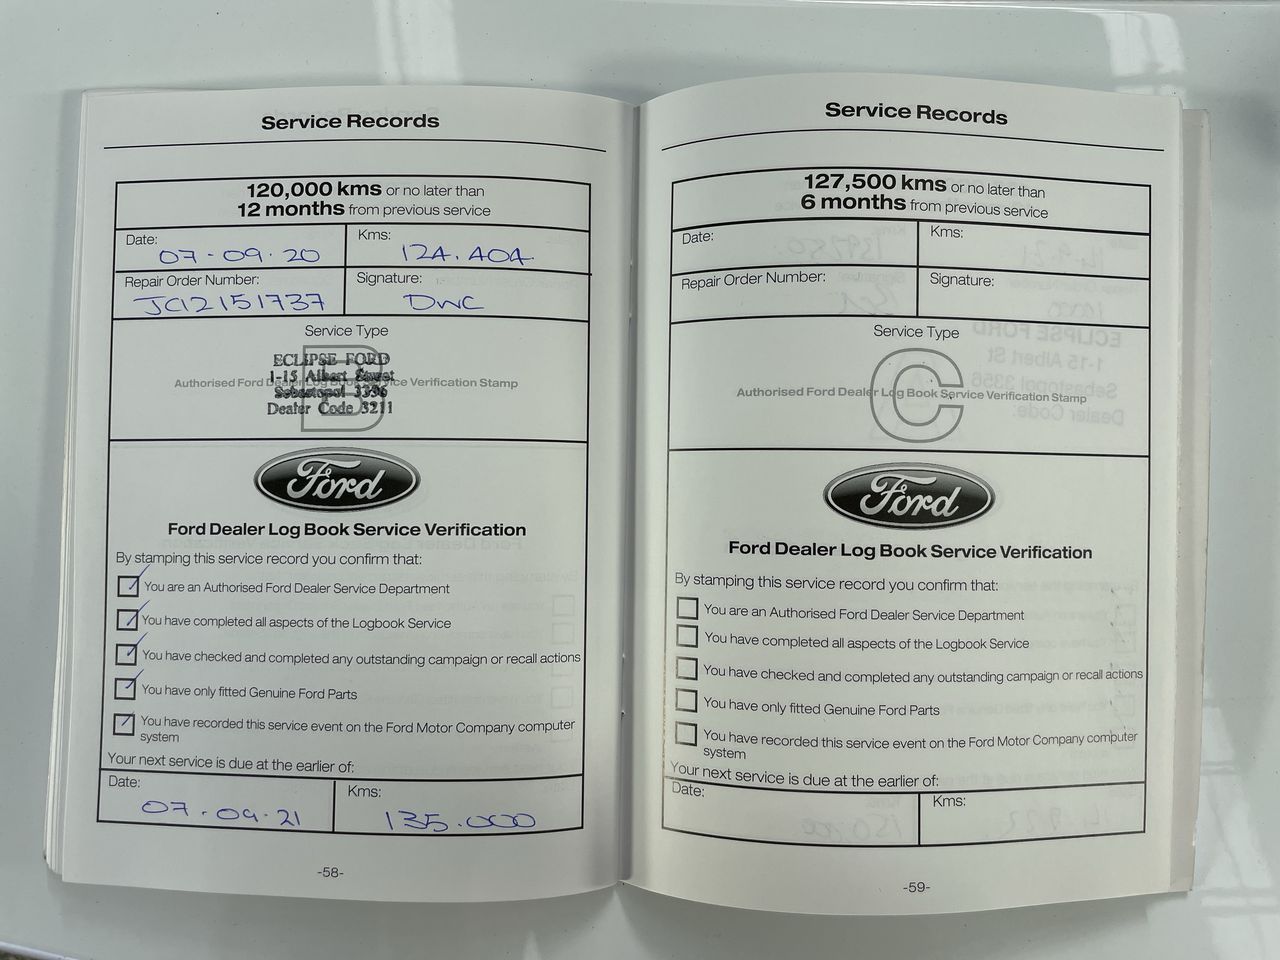 Service Records
120,000 kms or no later than
12 months from previous service
Date: 07-09.20
Kms: 124.404
Repair Order Number: JC12151737
Signature: DWC
Service Type
B
ECLIPSE FORD
1-15 Albert Street
Authorised Ford Dealer Log Book Service Verification Stamp
Sebastopol 3356
Dealer Code 3211
Ford
Ford Dealer Log Book Service Verification
By stamping this service record you confirm that:
You are an Authorised Ford Dealer Service Department
You have completed all aspects of the Logbook Service
You have checked and completed any outstanding campaign or recall actions
You have only fitted Genuine Ford Parts
You have recorded this service event on the Ford Motor Company computer
system
Your next service is due at the earlier of:
Date: 07.09.21
Kms: 135.000
-58-
Service Records
127,500 kms or no later than
6 months from previous service
Date:
Kms:
Repair Order Number:
Signature:
Service Type
C
Authorised Ford Dealer Log Book Service Verification Stamp
Ford
Ford Dealer Log Book Service Verification
By stamping this service record you confirm that:
You are an Authorised Ford Dealer Service Department
You have completed all aspects of the Logbook Service
You have checked and completed any outstanding campaign or recall actions
You have only fitted Genuine Ford Parts
You have recorded this service event on the Ford Motor Company computer
system
Your next service is due at the earlier of:
Date:
Kms:
-59-